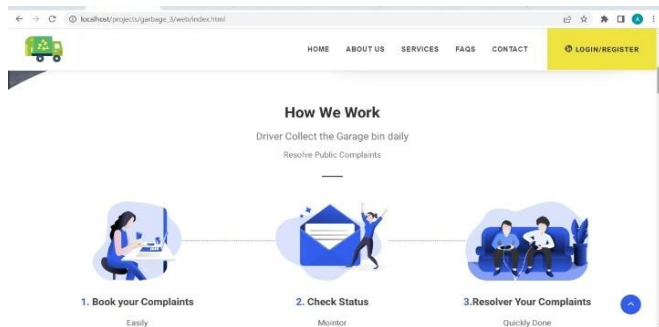 localhost/projects/garbage_3/web/index.html
HOME ABOUT US SERVICES FAQS CONTACT LOGIN/REGISTER
How We Work
Driver Collect the Garage bin daily
Resolve Public Complaints
1. Book your Complaints 2. Check Status 3.Resolver Your Complaints
Easily Mointor Quickly Done